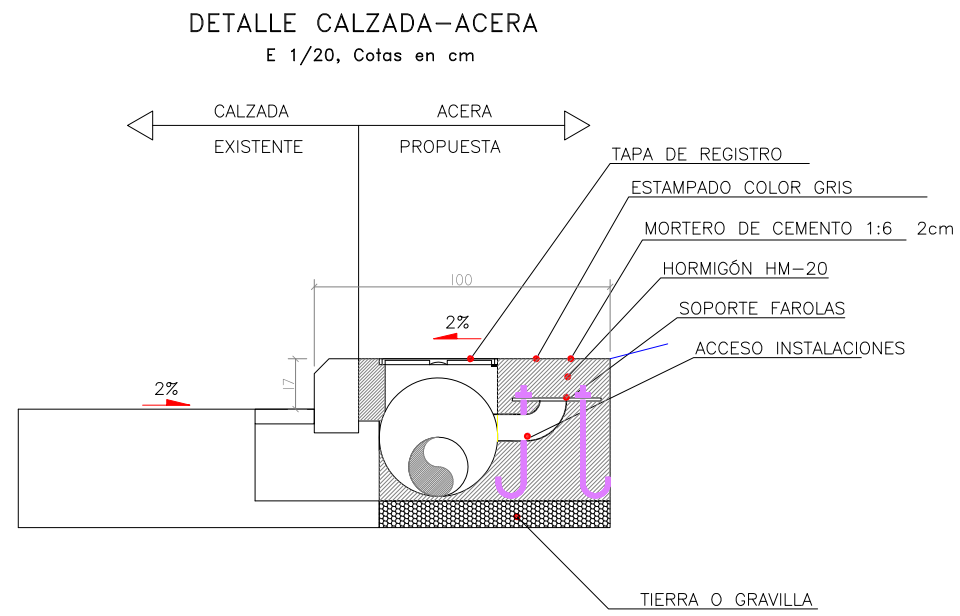 DETALLE CALZADA-ACERA
E 1/20, Cotas en cm
CALZADA
ACERA
EXISTENTE
PROPUESTA
TAPA DE REGISTRO
ESTAMPADO COLOR GRIS
MORTERO DE CEMENTO 1:6 2cm
HORMIGÓN HM-20
100
SOPORTE FAROLAS
2%
ACCESO INSTALACIONES
17
2%
TIERRA O GRAVILLA